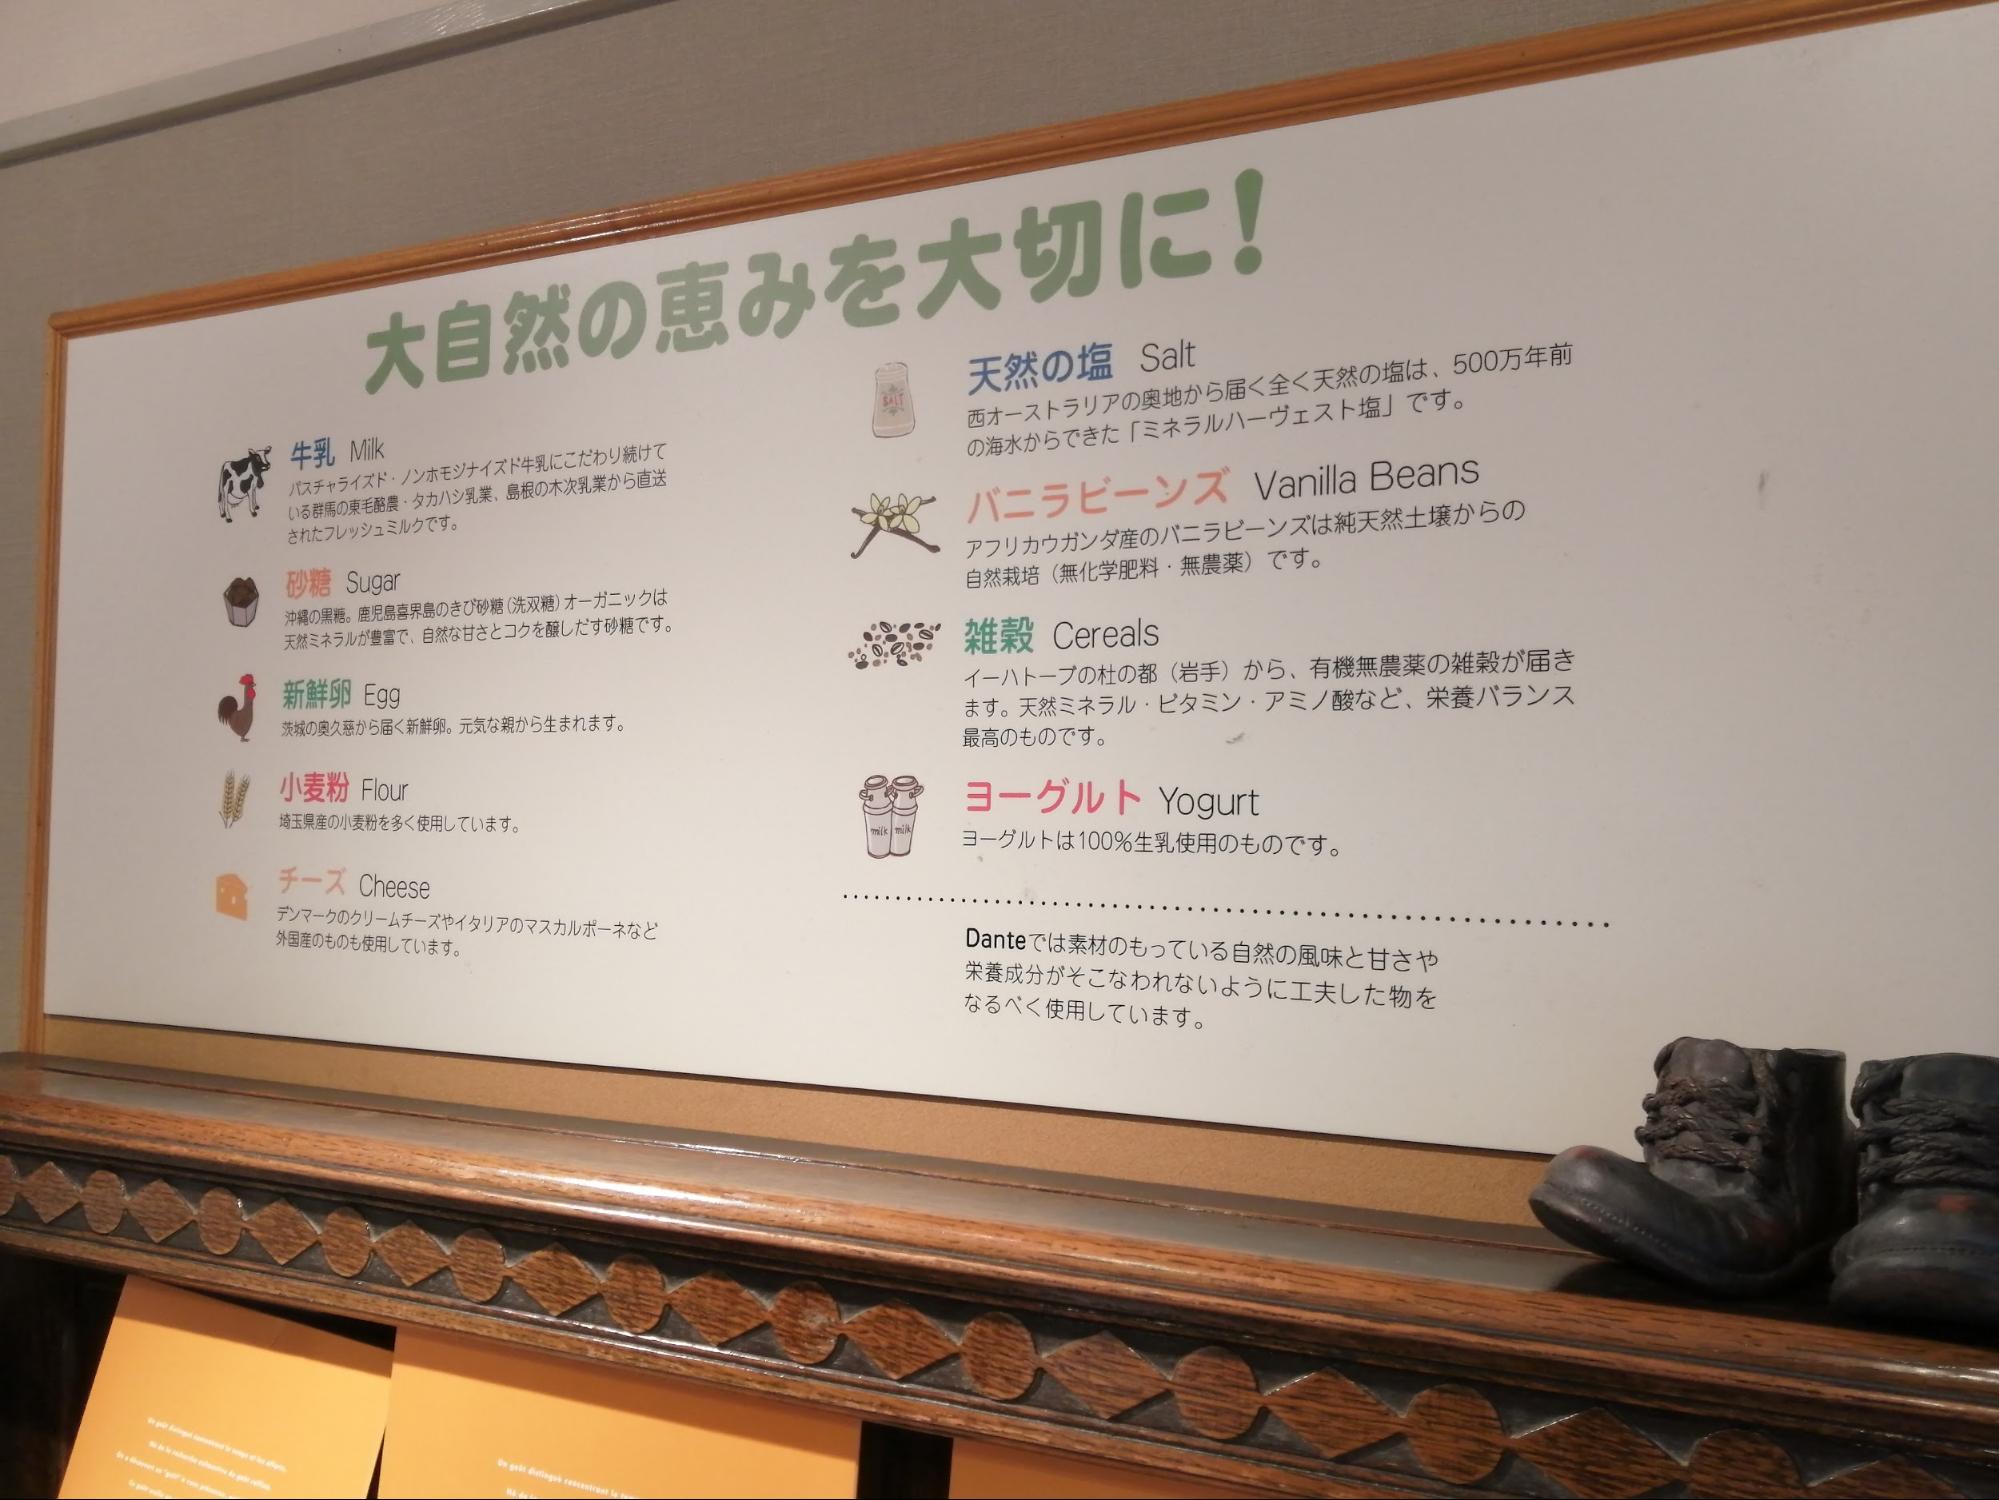 大自然の恵みを大切に!
牛乳 Milk
パスチャライズド・ノンホモジナイズド牛乳にこだわり続けて
いる群馬の東毛酪農・タカハシ乳業、島根の木次乳業から直送
されたフレッシュミルクです。
砂糖 Sugar
沖縄の黒糖。鹿児島喜界島のきび砂糖(洗双糖)オーガニックは
天然ミネラルが豊富で、自然な甘さとコクを醸しだす砂糖です。
新鮮卵 Egg
茨城の奥久慈から届く新鮮卵。元気な親から生まれます。
小麦粉 Flour
埼玉県産の小麦粉を多く使用しています。
チーズ Cheese
デンマークのクリームチーズやイタリアのマスカルポーネなど
外国産のものも使用しています。
SALT
天然の塩 Salt
西オーストラリアの奥地から届く全く天然の塩は、500万年前
の海水からできた「ミネラルハーヴェスト塩」です。
バニラビーンズ Vanilla Beans
アフリカウガンダ産のバニラビーンズは純天然土壌からの
自然栽培（無化学肥料・無農薬）です。
雑穀 Cereals
イーハトーブの杜の都（岩手）から、有機無農薬の雑穀が届き
ます。天然ミネラル・ビタミン・アミノ酸など、栄養バランス
最高のものです。
milk milk
ヨーグルト Yogurt
ヨーグルトは100%生乳使用のものです。
Danteでは素材のもっている自然の風味と甘さや
栄養成分がそこなわれないように工夫した物を
なるべく使用しています。
Un goût distingué concentrant le